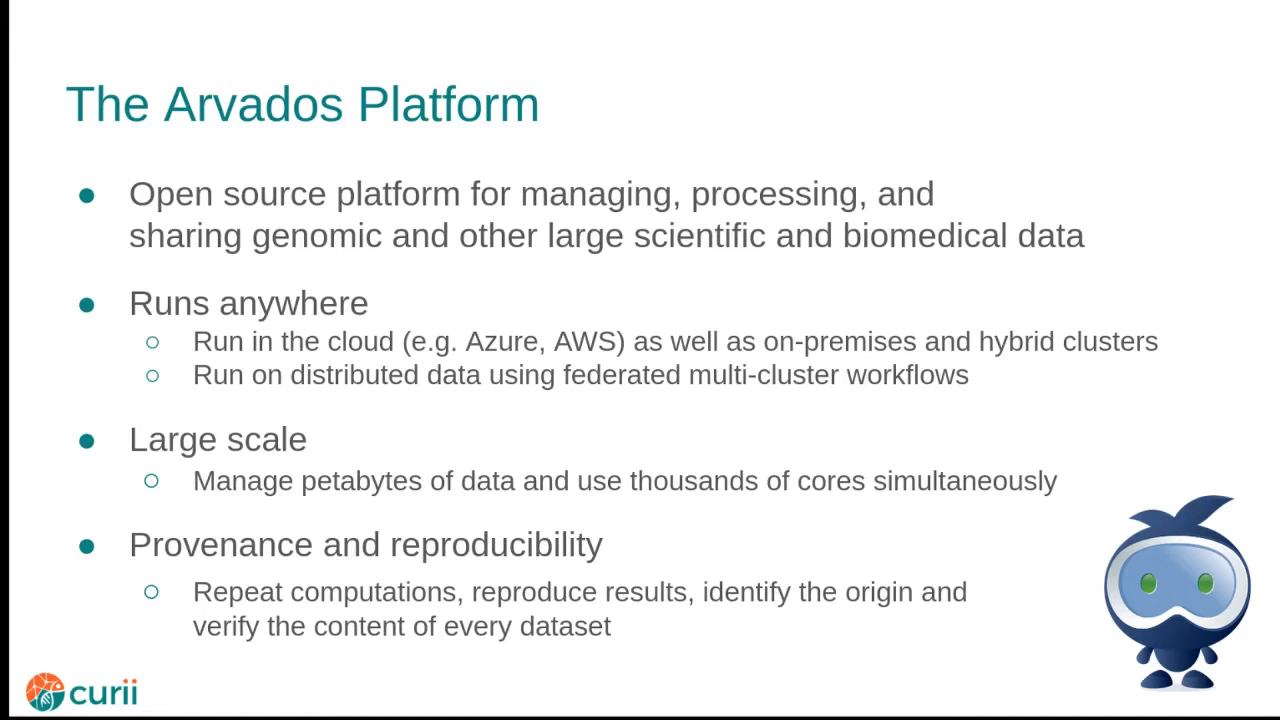 The Arvados Platform
● Open source platform for managing, processing, and
sharing genomic and other large scientific and biomedical data
● Runs anywhere
○ Run in the cloud (e.g. Azure, AWS) as well as on-premises and hybrid clusters
○ Run on distributed data using federated multi-cluster workflows
● Large scale
○ Manage petabytes of data and use thousands of cores simultaneously
● Provenance and reproducibility
○ Repeat computations, reproduce results, identify the origin and
verify the content of every dataset
curii